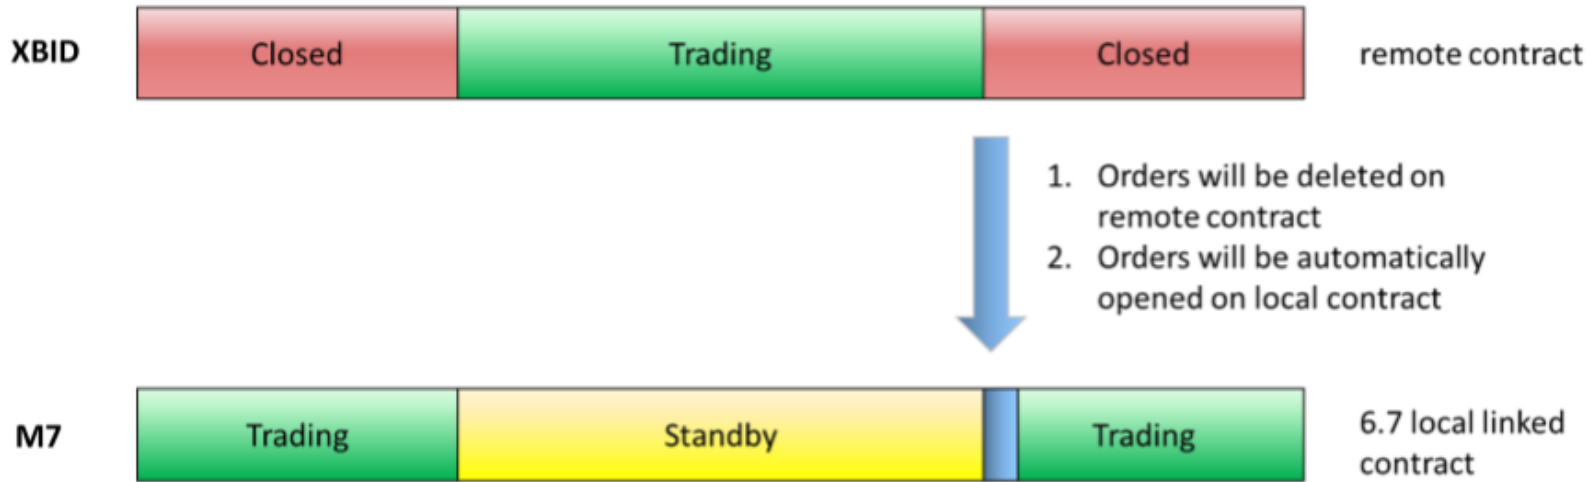 XBID Closed Trading Closed remote contract
1. Orders will be deleted on
remote contract
2. Orders will be automatically
opened on local contract
M7 Trading Standby Trading 6.7 local linked
contract